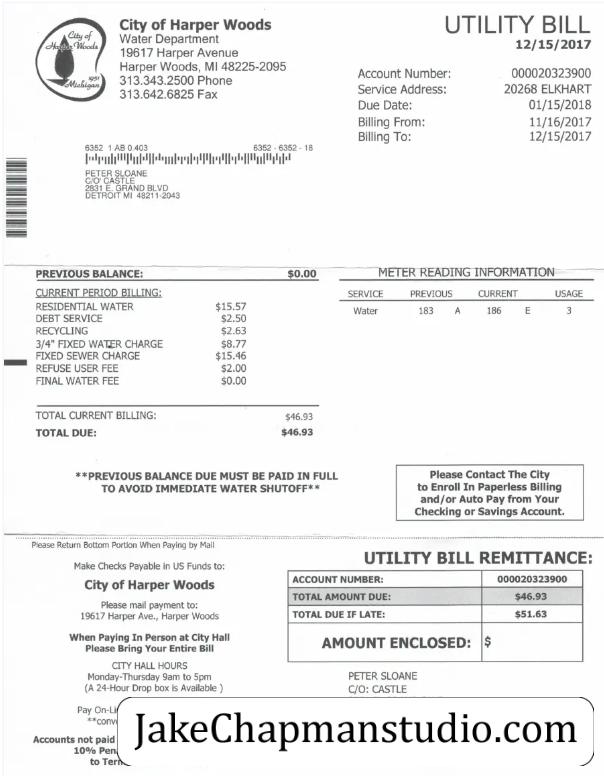 City of Harper Woods
Water Department
19617 Harper Avenue
Harper Woods, MI 48225-2095
313.343.2500 Phone
313.642.6825 Fax
City of
Harper Woods
1951
Michigan
UTILITY BILL
12/15/2017
Account Number: 000020323900
Service Address: 20268 ELKHART
Due Date: 01/15/2018
Billing From: 11/16/2017
Billing To: 12/15/2017
6352 1 AB 0.403 6352 - 6352 - 18
PETER SLOANE
C/O' CASTLE
2831 E. GRAND BLVD
DETROIT MI 48211-2043
PREVIOUS BALANCE: $0.00
CURRENT PERIOD BILLING:
RESIDENTIAL WATER $15.57
DEBT SERVICE $2.50
RECYCLING $2.63
3/4" FIXED WATER CHARGE $8.77
FIXED SEWER CHARGE $15.46
REFUSE USER FEE $2.00
FINAL WATER FEE $0.00
TOTAL CURRENT BILLING: $46.93
TOTAL DUE: $46.93
METER READING INFORMATION
SERVICE PREVIOUS CURRENT USAGE
Water 183 A 186 E 3
**PREVIOUS BALANCE DUE MUST BE PAID IN FULL
TO AVOID IMMEDIATE WATER SHUTOFF**
Please Contact The City
to Enroll In Paperless Billing
and/or Auto Pay from Your
Checking or Savings Account.
Please Return Bottom Portion When Paying by Mail
Make Checks Payable in US Funds to:
City of Harper Woods
Please mail payment to:
19617 Harper Ave., Harper Woods
When Paying In Person at City Hall
Please Bring Your Entire Bill
CITY HALL HOURS
Monday-Thursday 9am to 5pm
(A 24-Hour Drop box is Available )
Pay On-Li
**conv
Accounts not paid
10% Pen
to Tern
UTILITY BILL REMITTANCE:
ACCOUNT NUMBER: 000020323900
TOTAL AMOUNT DUE: $46.93
TOTAL DUE IF LATE: $51.63
AMOUNT ENCLOSED: $
PETER SLOANE
C/O: CASTLE
JakeChapmanstudio.com